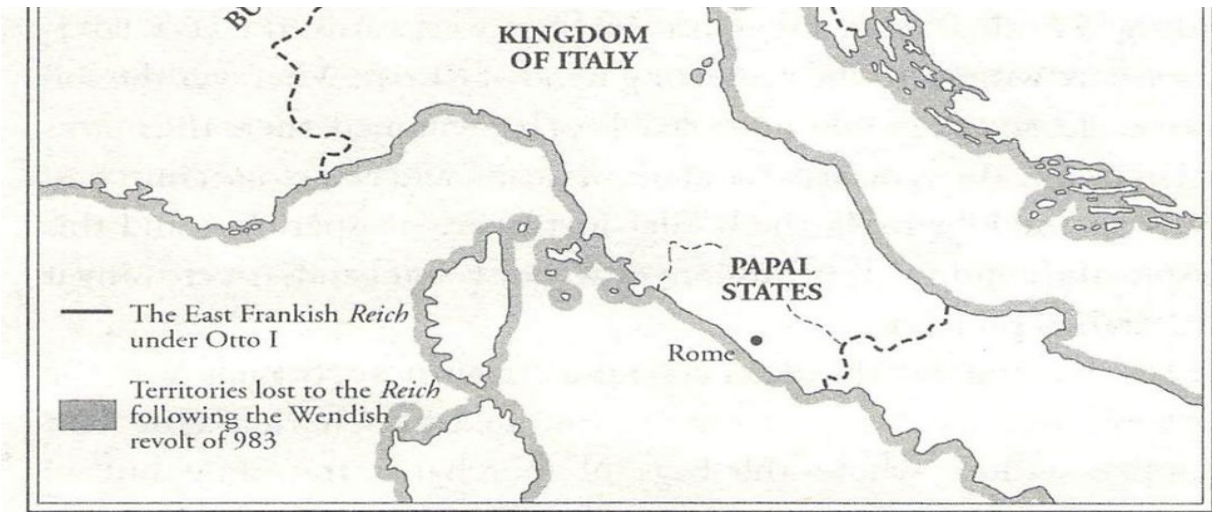 BU
KINGDOM
OF ITALY
PAPAL
STATES
Rome
The East Frankish Reich
under Otto I
Territories lost to the Reich
following the Wendish
revolt of 983